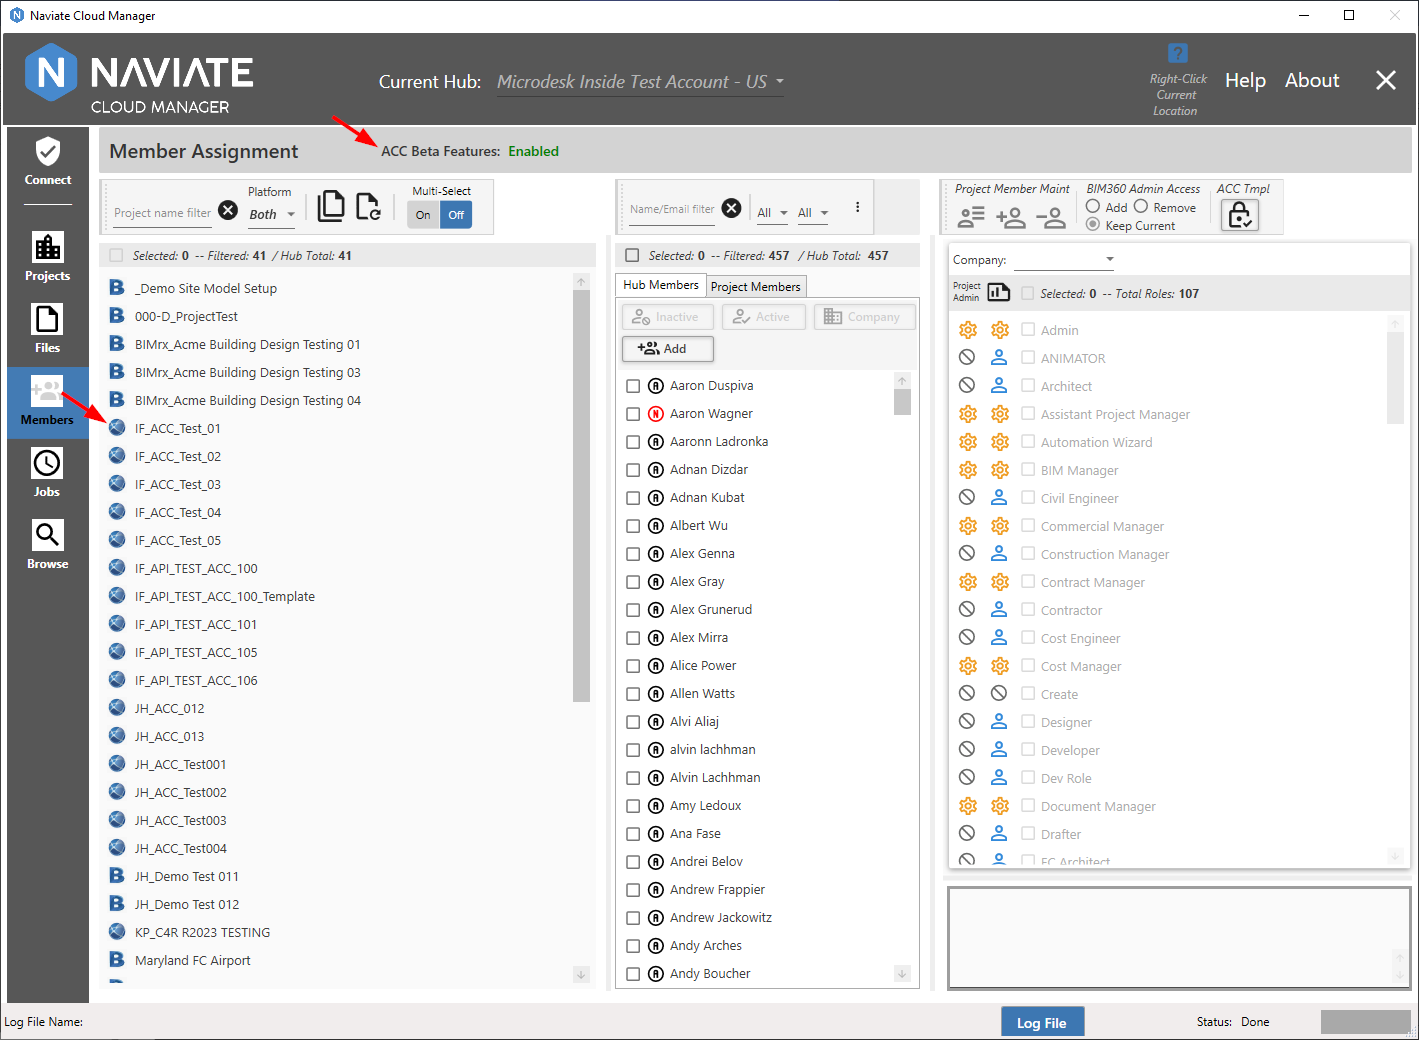 Naviate Cloud Manager
NAVIATE
CLOUD MANAGER
Current Hub: Microdesk Inside Test Account - US
?
Right-Click
Current
Location
Help
About
Connect
Projects
Files
Members
Jobs
Browse
Member Assignment
ACC Beta Features: Enabled
Project name filter
Platform
Both
Multi-Select
On
Off
Selected: 0 -- Filtered: 41 / Hub Total: 41
_Demo Site Model Setup
000-D_ProjectTest
BIMrx_Acme Building Design Testing 01
BIMrx_Acme Building Design Testing 03
BIMrx_Acme Building Design Testing 04
IF_ACC_Test_01
IF_ACC_Test_02
IF_ACC_Test_03
IF_ACC_Test_04
IF_ACC_Test_05
IF_API_TEST_ACC_100
IF_API_TEST_ACC_100_Template
IF_API_TEST_ACC_101
IF_API_TEST_ACC_105
IF_API_TEST_ACC_106
JH_ACC_012
JH_ACC_013
JH_ACC_Test001
JH_ACC_Test002
JH_ACC_Test003
JH_ACC_Test004
JH_Demo Test 011
JH_Demo Test 012
KP_C4R R2023 TESTING
Maryland FC Airport
Name/Email filter
All
All
Selected: 0 -- Filtered: 457 / Hub Total: 457
Hub Members
Project Members
Inactive
Active
Company
Add
Aaron Duspiva
Aaron Wagner
Aaronn Ladronka
Adnan Dizdar
Adnan Kubat
Albert Wu
Alex Genna
Alex Gray
Alex Grunerud
Alex Mirra
Alice Power
Allen Watts
Alvi Aliaj
alvin lachhman
Alvin Lachhman
Amy Ledoux
Ana Fase
Andrei Belov
Andrew Frappier
Andrew Jackowitz
Andy Arches
Andy Boucher
Project Member Maint
BIM360 Admin Access
Add
Remove
Keep Current
ACC Tmpl
Company:
Project
Admin
Selected: 0 -- Total Roles: 107
Admin
ANIMATOR
Architect
Assistant Project Manager
Automation Wizard
BIM Manager
Civil Engineer
Commercial Manager
Construction Manager
Contract Manager
Contractor
Cost Engineer
Cost Manager
Create
Designer
Developer
Dev Role
Document Manager
Drafter
EC Architect
Log File Name:
Log File
Status: Done